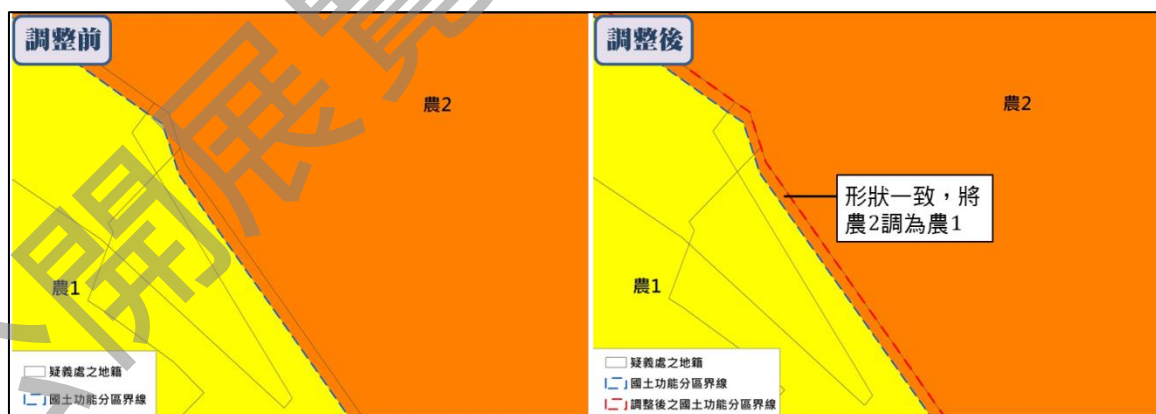 調整前
農2
農1
疑義處之地籍
國土功能分區界線
調整後
農2
形狀一致，將
農2調為農1
農1
疑義處之地籍
國土功能分區界線
調整後之國土功能分區界線
開展覽